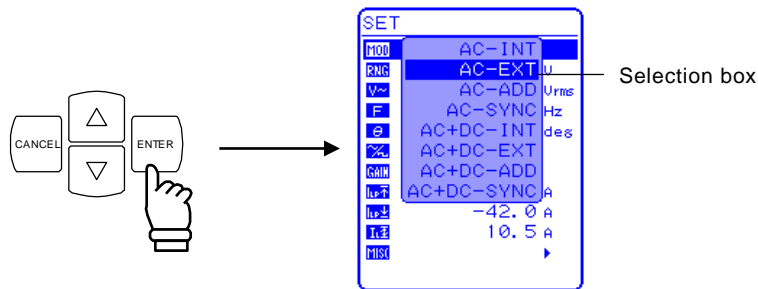 CANCEL
ENTER
SET
MOD AC-INT
RNG AC-EXT V
V~ AC-ADD Vrms
F AC-SYNC Hz
θ AC+DC-INT deg
AC+DC-EXT
GAIN AC+DC-ADD
AC+DC-SYNC A
-42.0 A
10.5 A
MISC
Selection box